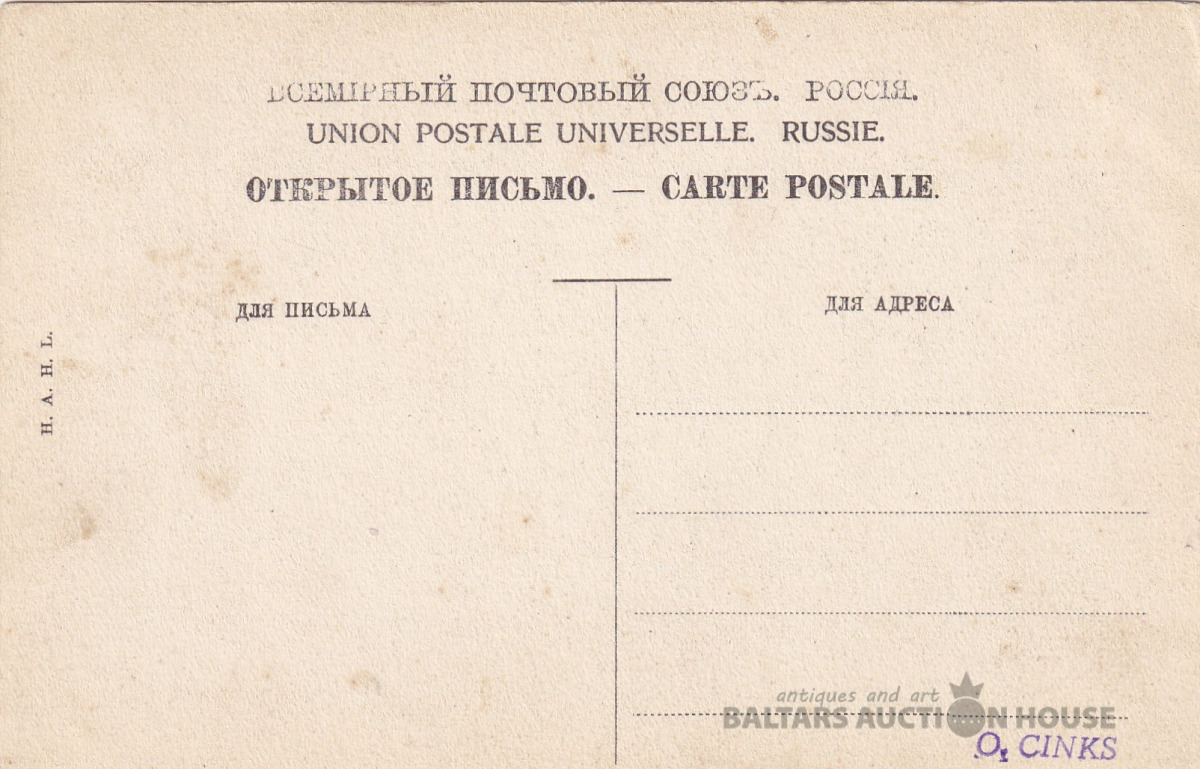 ВСЕМІРНЫЙ ПОЧТОВЫЙ СОЮЗЪ. РОССІЯ.
UNION POSTALE UNIVERSELLE. RUSSIE.
ОТКРЫТОЕ ПИСЬМО. — CARTE POSTALE.
ДЛЯ ПИСЬМА
ДЛЯ АДРЕСА
H. A. H. L.
antiques and art
BALTARS AUCTION HOUSE
O. CINKS